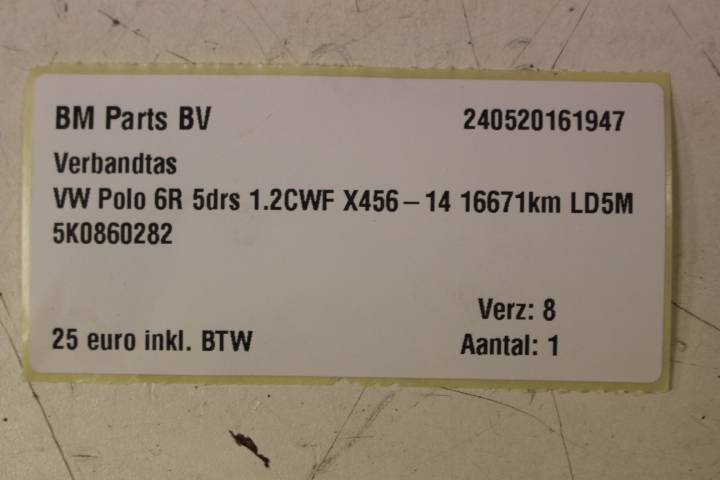 BM Parts BV 240520161947
Verbandtas
VW Polo 6R 5drs 1.2CWF X456-14 16671km LD5M
5K0860282
Verz: 8
25 euro inkl. BTW Aantal: 1